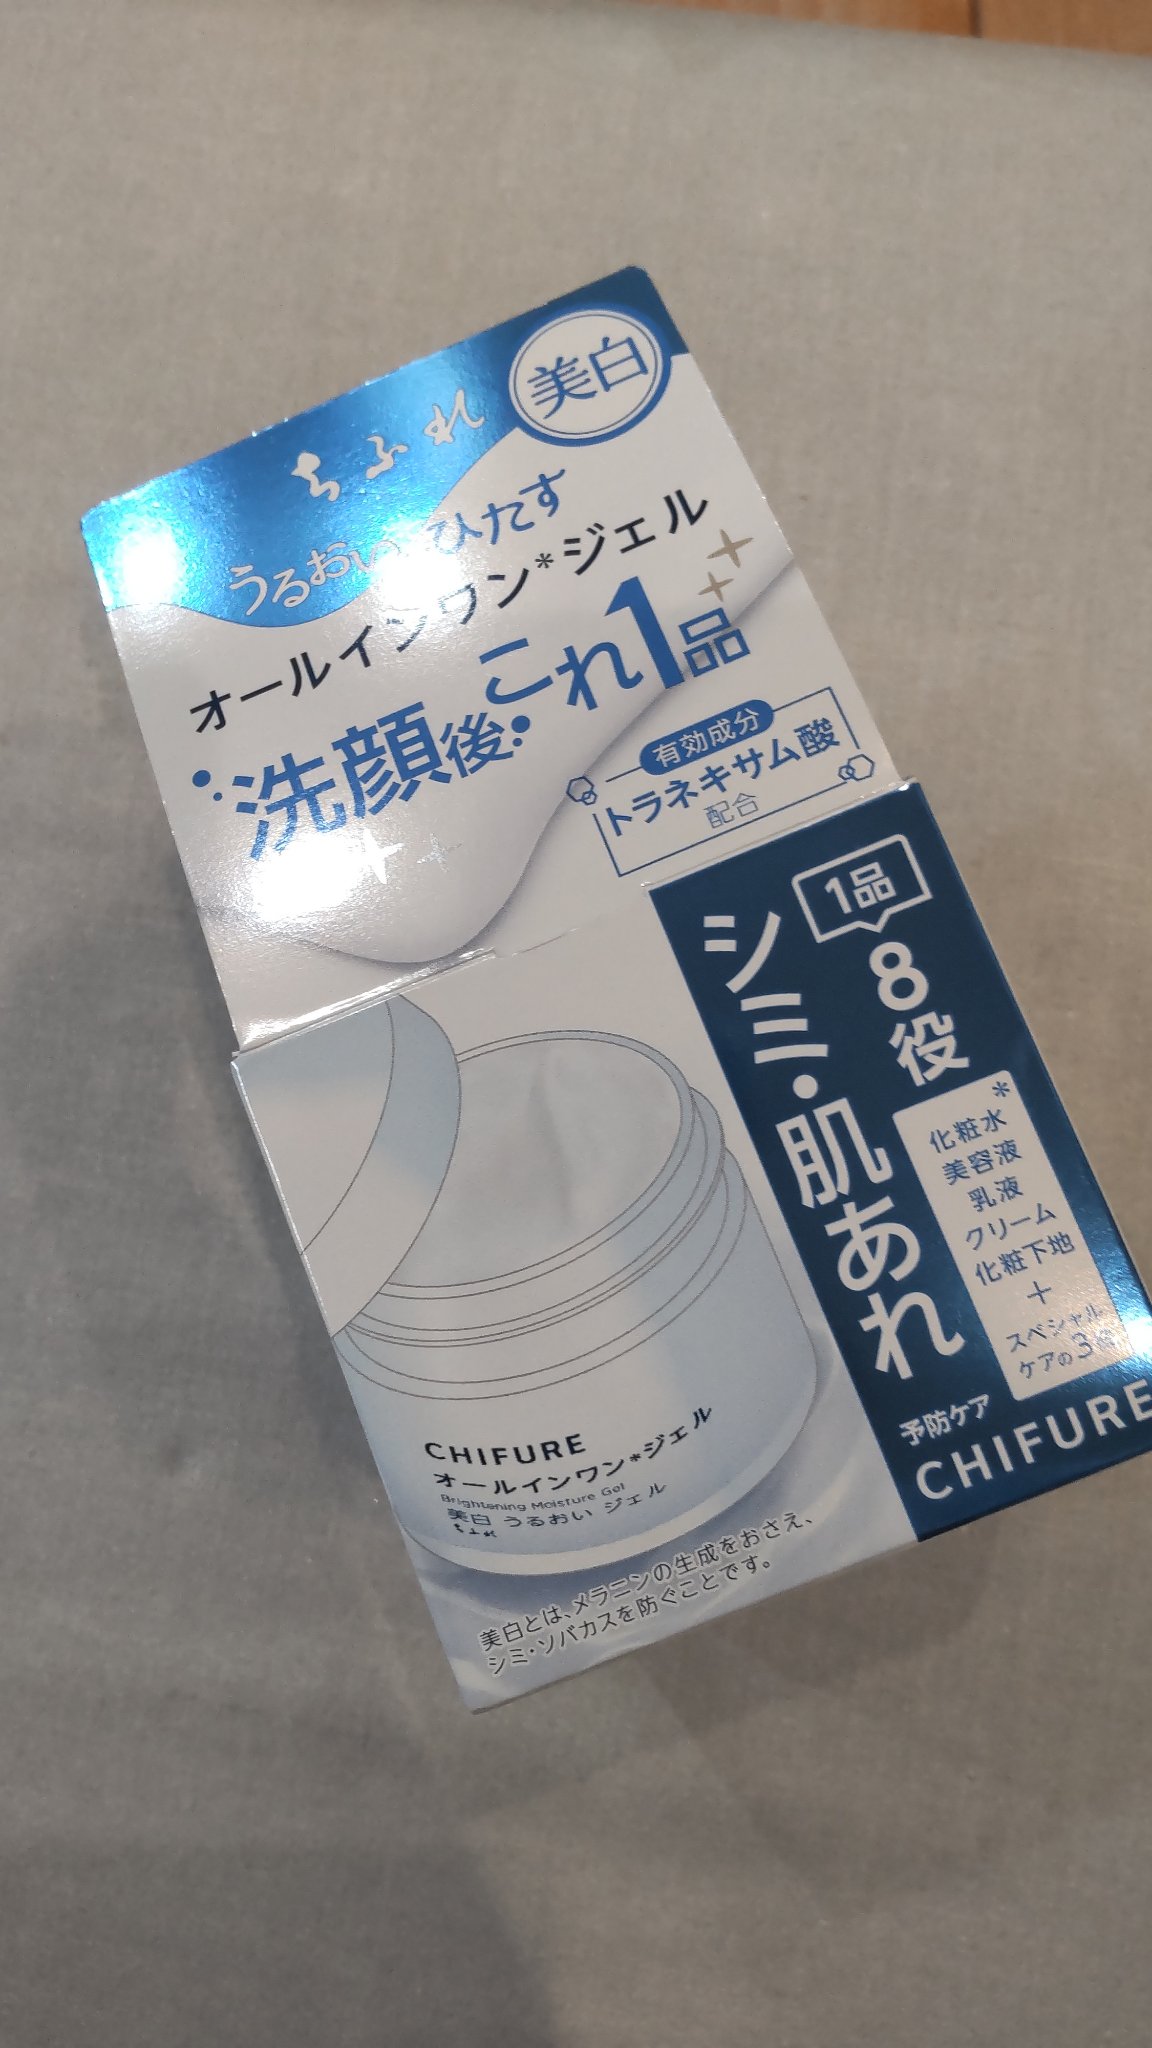 ちふれ
美白
うるおい ひたす
オールインワン*ジェル
洗顔後 これ1品
有効成分
トラネキサム酸
配合
1品
8役
シミ・肌あれ
予防ケア
*
化粧水
美容液
乳液
クリーム
化粧下地
+
スペシャル
ケアの3役
CHIFURE
CHIFURE
オールインワン*ジェル
Brightening Moisture Gel
美白 うるおい ジェル
ちふれ
美白とは、メラニンの生成をおさえ、
シミ・ソバカスを防ぐことです。